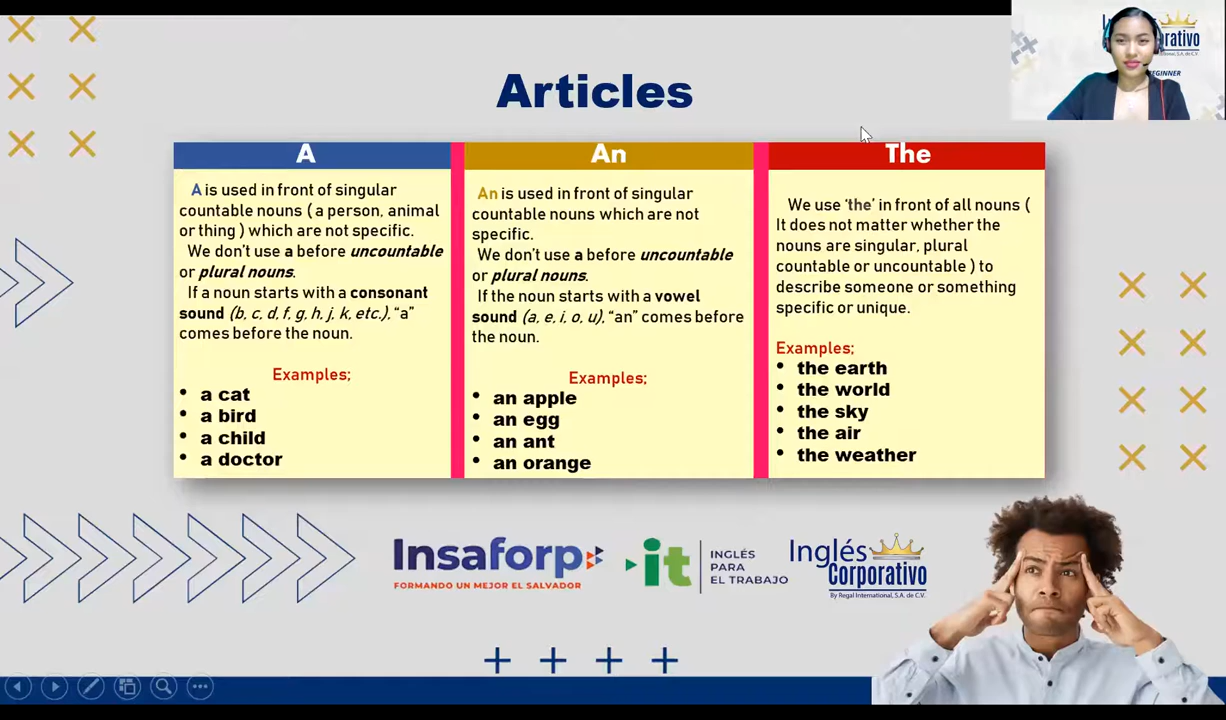 Articles
A
A is used in front of singular
countable nouns ( a person, animal
or thing ) which are not specific.
We don't use a before uncountable
or plural nouns.
If a noun starts with a consonant
sound (b, c, d, f, g, h, j, k, etc.), "a"
comes before the noun.
Examples;
• a cat
• a bird
• a child
• a doctor
An
An is used in front of singular
countable nouns which are not
specific.
We don't use a before uncountable
or plural nouns.
If the noun starts with a vowel
sound (a, e, i, o, u), "an" comes before
the noun.
Examples;
• an apple
• an egg
• an ant
• an orange
The
We use 'the' in front of all nouns (
It does not matter whether the
nouns are singular, plural
countable or uncountable ) to
describe someone or something
specific or unique.
Examples;
• the earth
• the world
• the sky
• the air
• the weather
Insaforp
FORMANDO UN MEJOR EL SALVADOR
it
INGLÉS
PARA
EL TRABAJO
Inglés
Corporativo
By Regal International, S.A. de C.V.